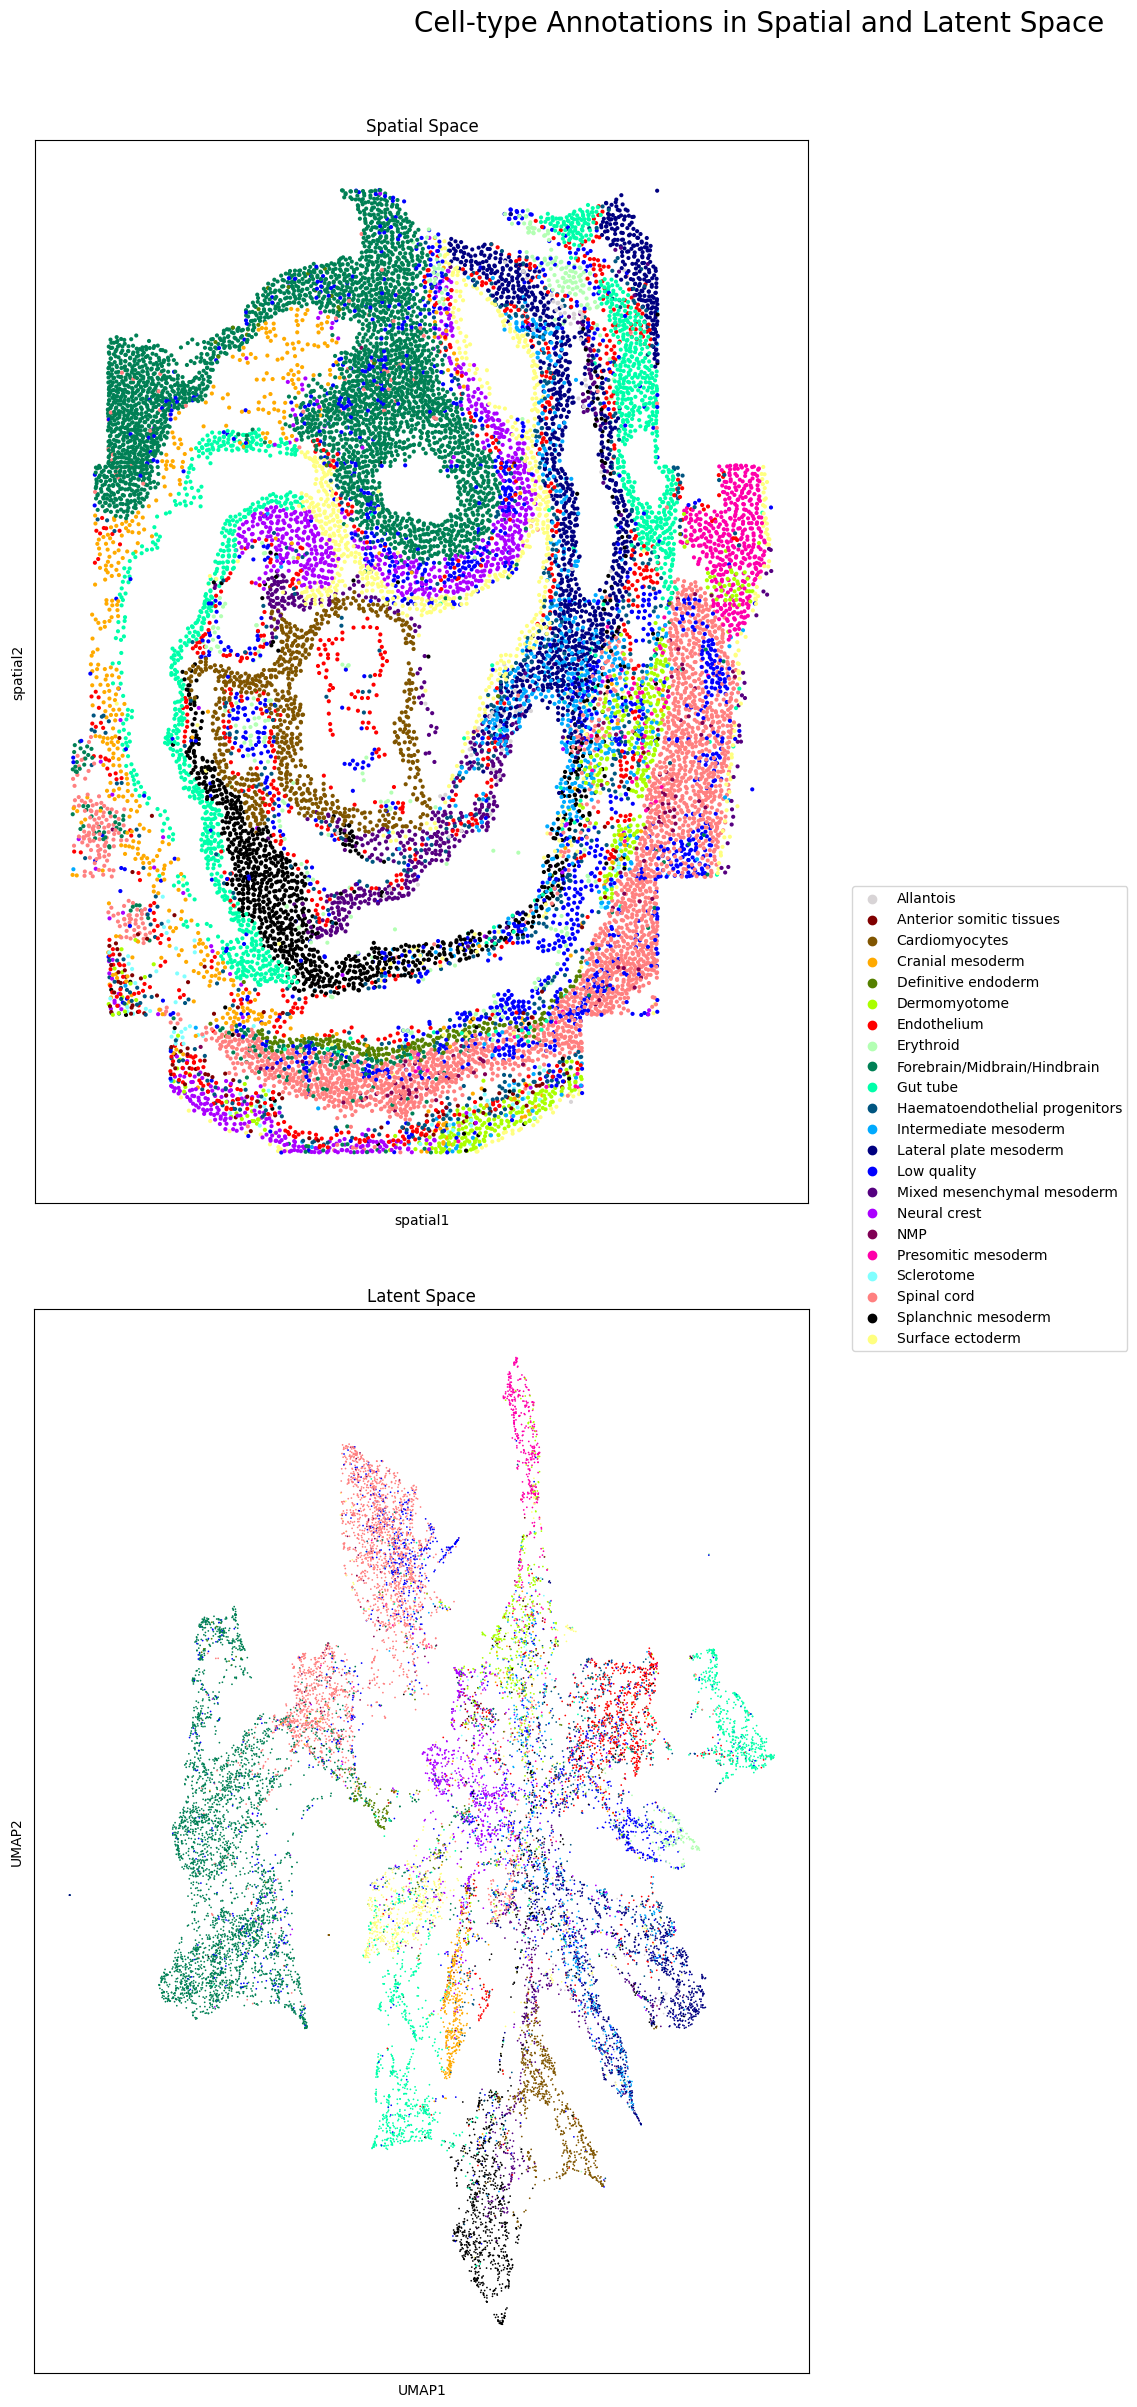 Cell-type Annotations in Spatial and Latent Space
Spatial Space
spatial2
spatial1
Allantois
Anterior somitic tissues
Cardiomyocytes
Cranial mesoderm
Definitive endoderm
Dermomyotome
Endothelium
Erythroid
Forebrain/Midbrain/Hindbrain
Gut tube
Haematoendothelial progenitors
Intermediate mesoderm
Lateral plate mesoderm
Low quality
Mixed mesenchymal mesoderm
Neural crest
NMP
Presomitic mesoderm
Sclerotome
Spinal cord
Splanchnic mesoderm
Surface ectoderm
Latent Space
UMAP2
UMAP1